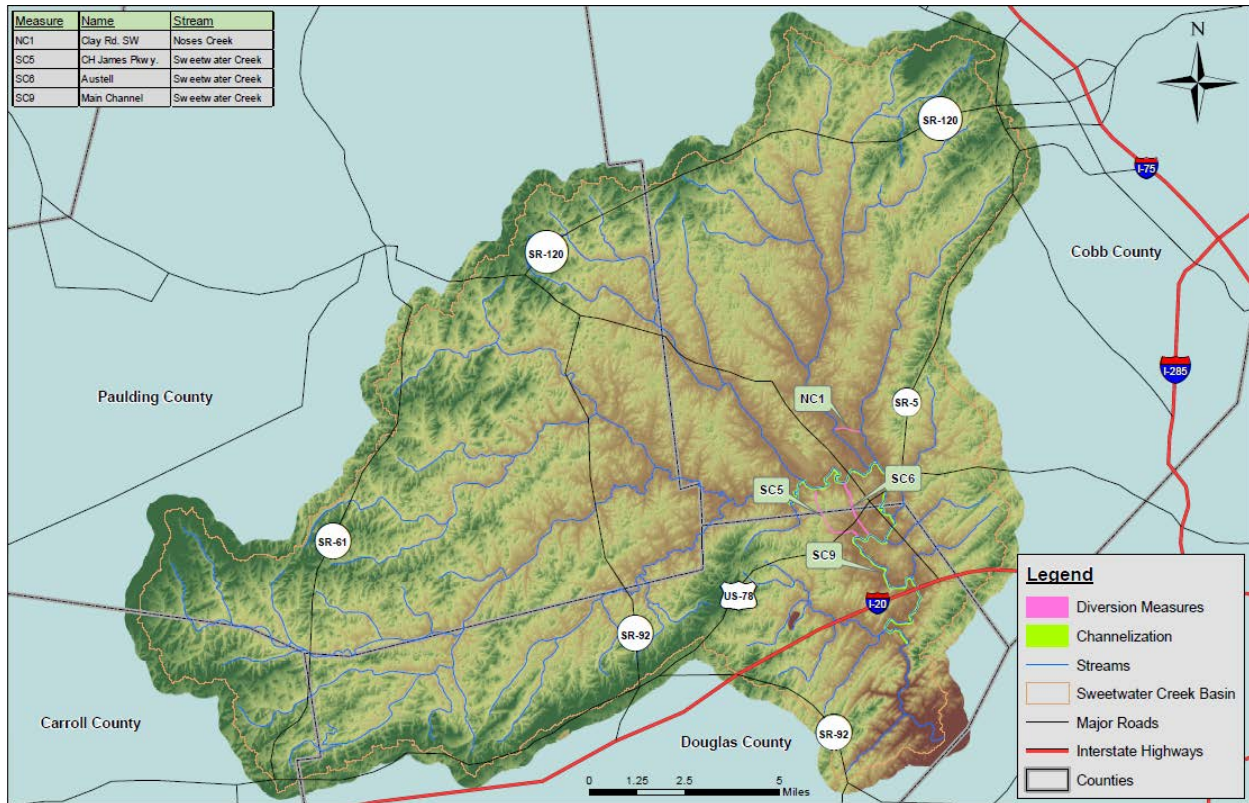 Measure Name Stream
NC1 Clay Rd. SW Noses Creek
SC5 CH James Pkwy. Sweetwater Creek
SC6 Austell Sweetwater Creek
SC9 Main Channel Sweetwater Creek
N
SR-120
I-75
Cobb County
SR-120
I-285
Paulding County
NC1
SR-5
SC6
SC5
SR-61
SC9
US-78
I-20
SR-92
Carroll County
Douglas County
SR-92
0 1.25 2.5 5
Miles
Legend
Diversion Measures
Channelization
Streams
Sweetwater Creek Basin
Major Roads
Interstate Highways
Counties